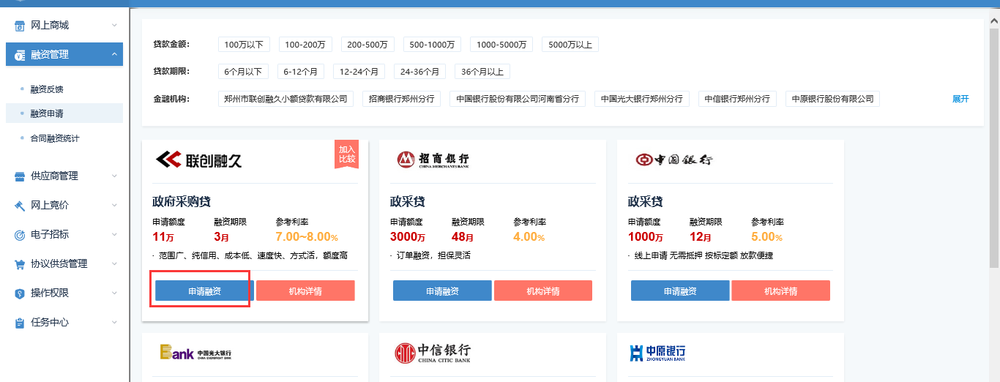 网上商城
融资管理
融资反馈
融资申请
合同融资统计
供应商管理
网上竞价
电子招标
协议供货管理
操作权限
任务中心
贷款金额： 100万以下 100-200万 200-500万 500-1000万 1000-5000万 5000万以上
贷款期限： 6个月以下 6-12个月 12-24个月 24-36个月 36个月以上
金融机构： 郑州市联创融久小额贷款有限公司 招商银行郑州分行 中国银行股份有限公司河南省分行 中国光大银行郑州分行 中信银行郑州分行 中原银行股份有限公司 展开
联创融久
加入
比较
政府采购贷
申请额度 融资期限 参考利率
11万 3月 7.00~8.00%
· 范围广、纯信用、成本低、速度快、方式活，额度高
申请融资 机构详情
招商银行
CHINA MERCHANTS BANK
政采贷
申请额度 融资期限 参考利率
3000万 48月 4.00%
· 订单融资，担保灵活
申请融资 机构详情
中国银行
政采贷
申请额度 融资期限 参考利率
1000万 12月 5.00%
· 线上申请 无需抵押 按标定额 放款便捷
申请融资 机构详情
Bank 中国光大银行
CHINA EVERBRIGHT BANK
中信银行
CHINA CITIC BANK
中原银行
ZHONGYUAN BANK